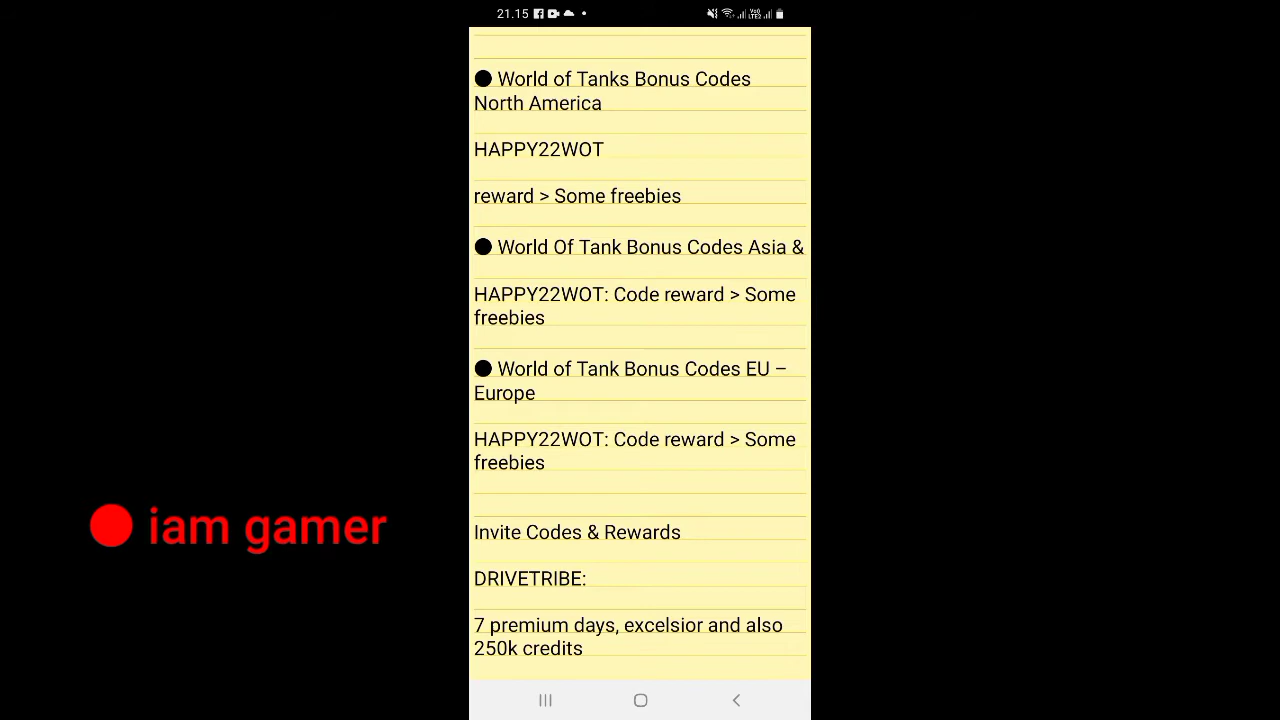 21.15
● World of Tanks Bonus Codes
North America
HAPPY22WOT
reward > Some freebies
● World Of Tank Bonus Codes Asia &
HAPPY22WOT: Code reward > Some
freebies
● World of Tank Bonus Codes EU –
Europe
HAPPY22WOT: Code reward > Some
freebies
Invite Codes & Rewards
DRIVETRIBE:
7 premium days, excelsior and also
250k credits
● iam gamer